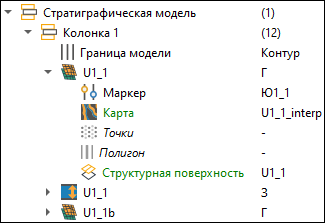 Стратиграфическая модель (1)
Колонка 1 (12)
Граница модели Контур
U1_1 Г
Маркер Ю1_1
Карта U1_1_interp
Точки -
Полигон -
Структурная поверхность U1_1
U1_1 З
U1_1b Г